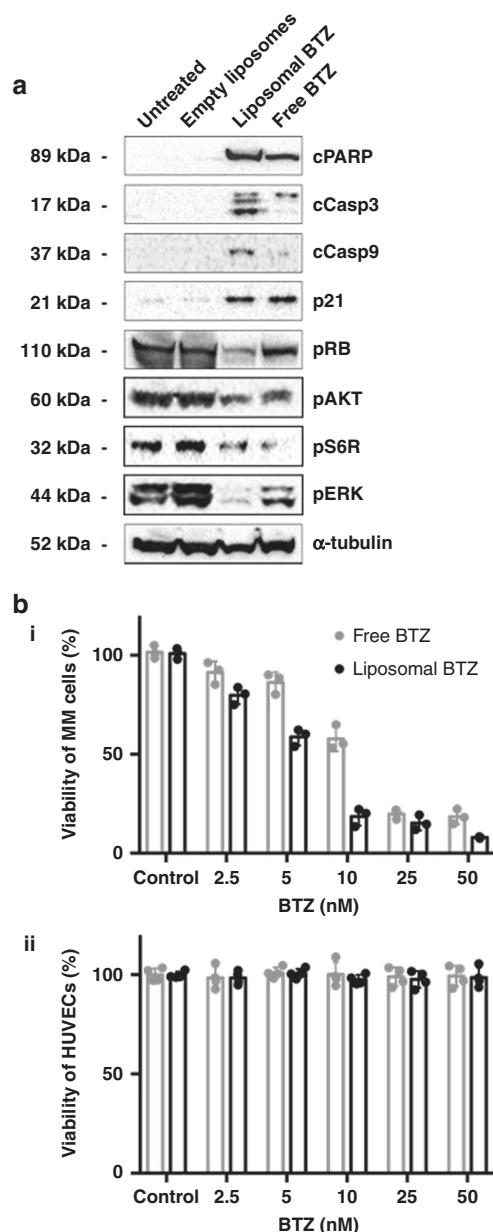 a
Untreated
Empty liposomes
Liposomal BTZ
Free BTZ
89 kDa - cPARP
17 kDa - cCasp3
37 kDa - cCasp9
21 kDa - p21
110 kDa - pRB
60 kDa - pAKT
32 kDa - pS6R
44 kDa - pERK
52 kDa - α-tubulin
b
i
Free BTZ
Liposomal BTZ
Viability of MM cells (%)
100
50
0
Control 2.5 5 10 25 50
BTZ (nM)
ii
Viability of HUVECs (%)
100
50
0
Control 2.5 5 10 25 50
BTZ (nM)